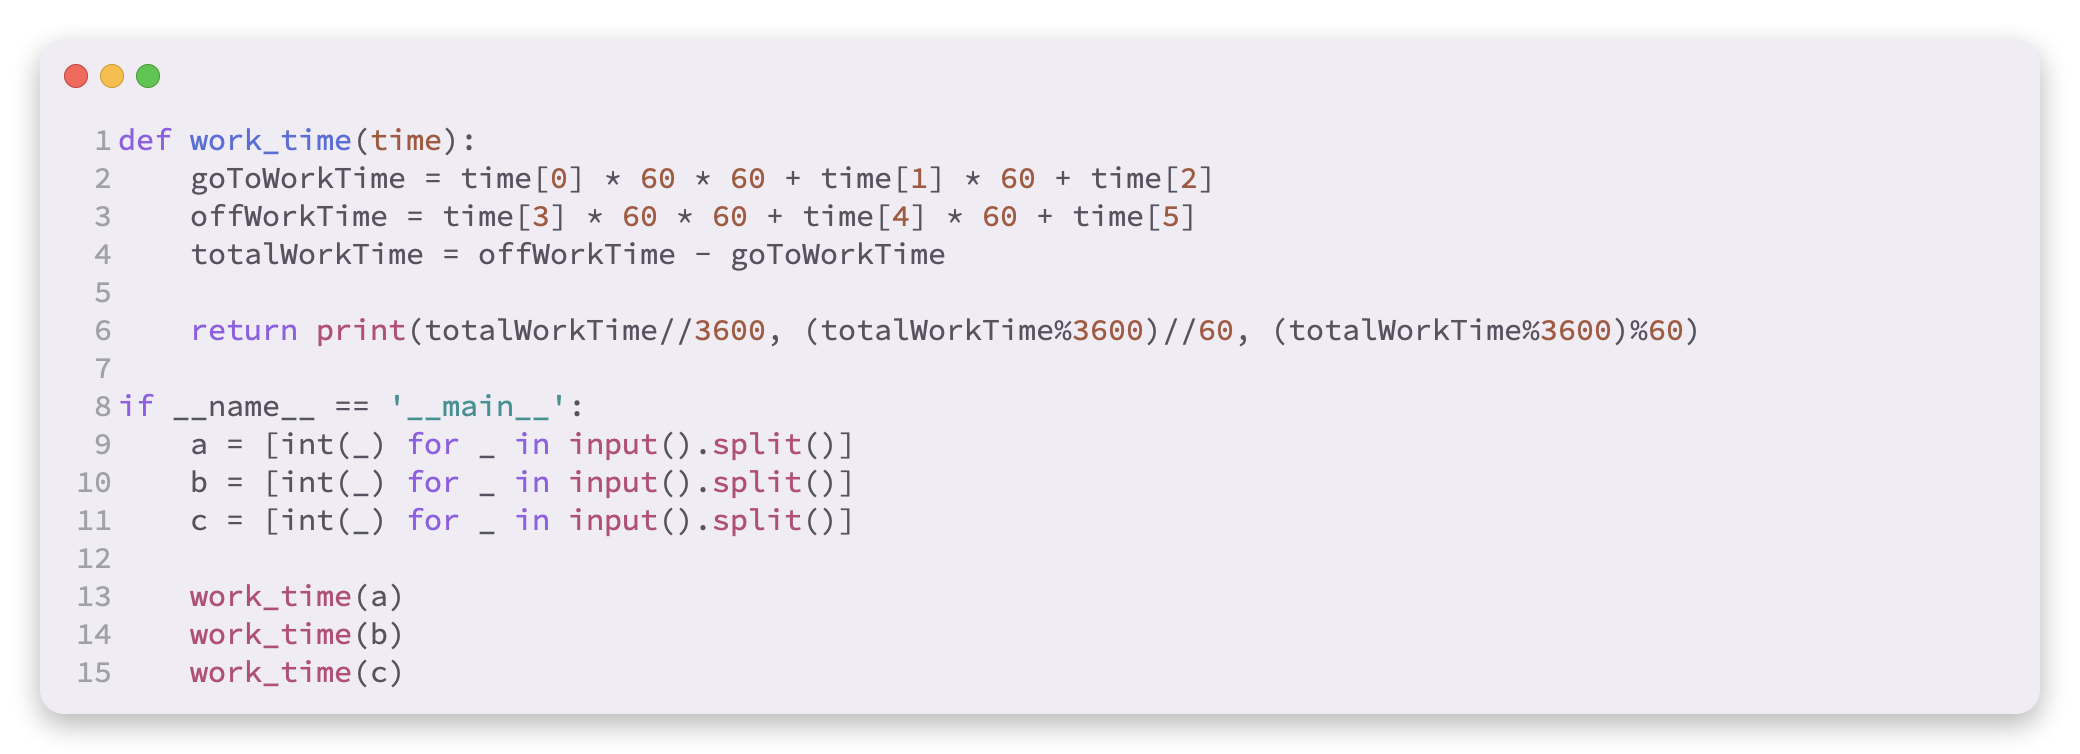 1 def work_time(time):
2     goToWorkTime = time[0] * 60 * 60 + time[1] * 60 + time[2]
3     offWorkTime = time[3] * 60 * 60 + time[4] * 60 + time[5]
4     totalWorkTime = offWorkTime - goToWorkTime
5
6     return print(totalWorkTime//3600, (totalWorkTime%3600)//60, (totalWorkTime%3600)%60)
7
8 if __name__ == '__main__':
9     a = [int(_) for _ in input().split()]
10     b = [int(_) for _ in input().split()]
11     c = [int(_) for _ in input().split()]
12
13     work_time(a)
14     work_time(b)
15     work_time(c)